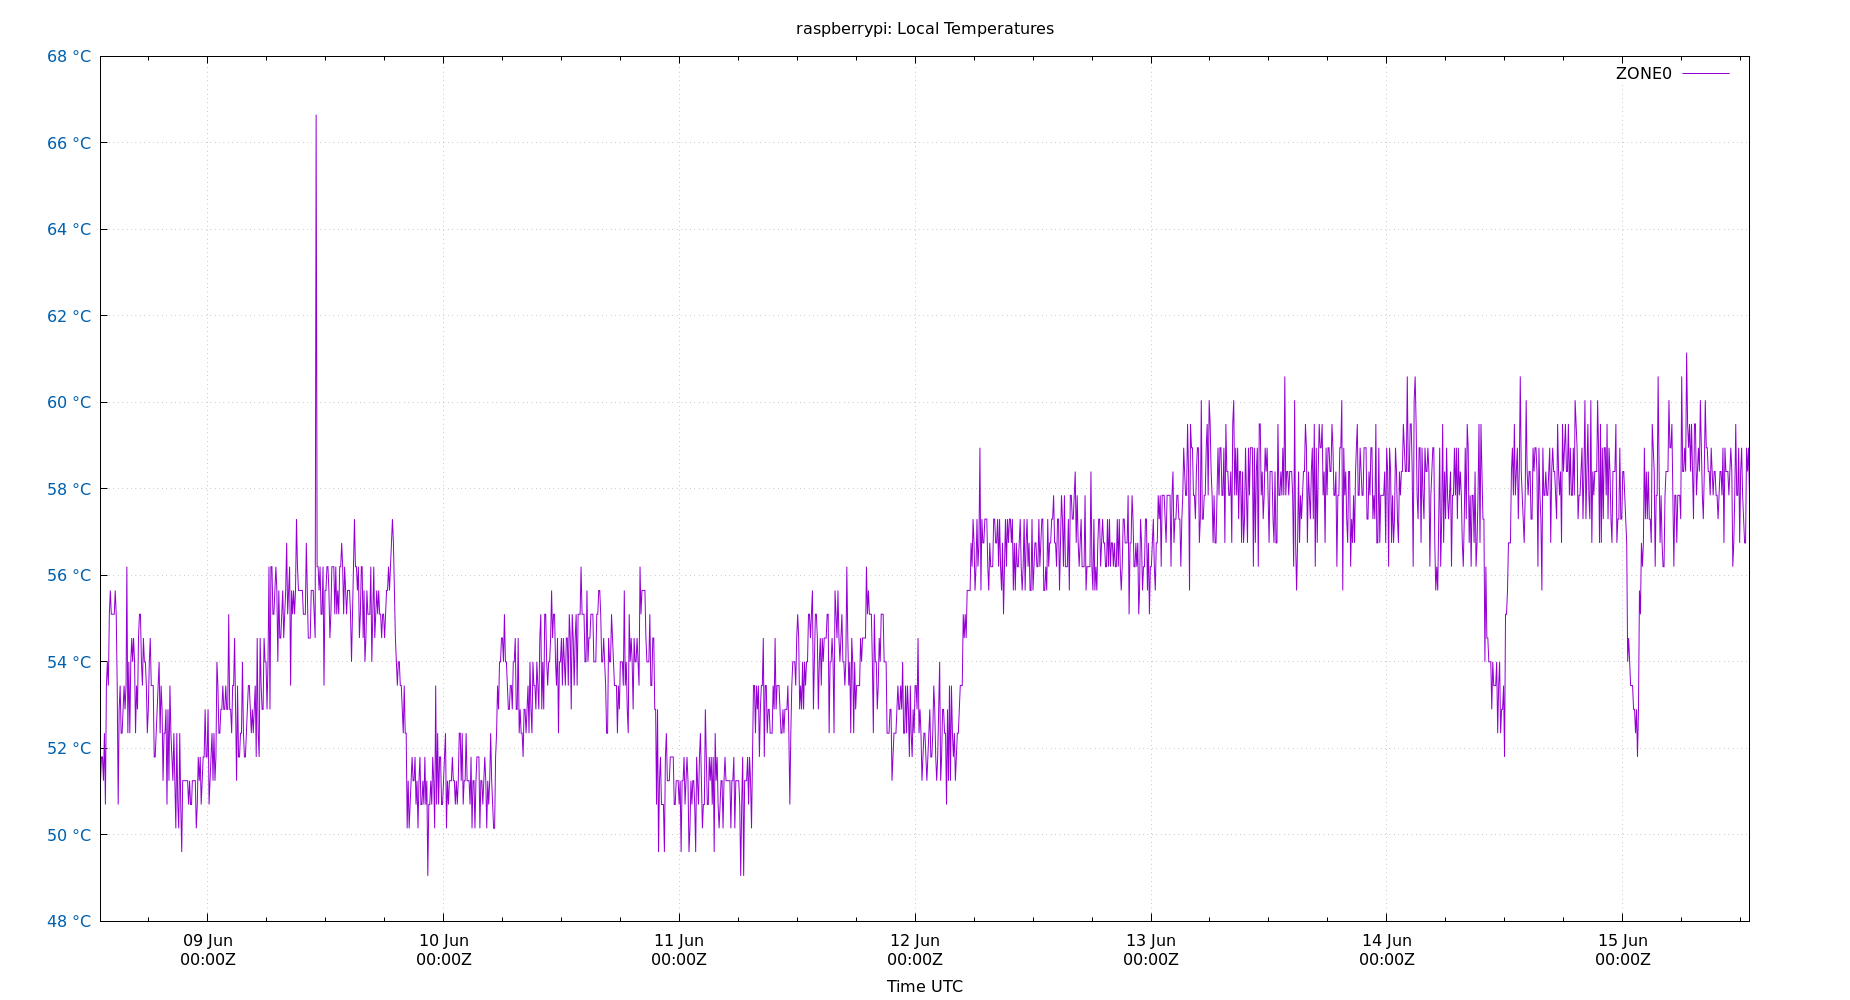 raspberrypi: Local Temperatures
ZONE0
68 °C
66 °C
64 °C
62 °C
60 °C
58 °C
56 °C
54 °C
52 °C
50 °C
48 °C
09 Jun 10 Jun 11 Jun 12 Jun 13 Jun 14 Jun 15 Jun
00:00Z 00:00Z 00:00Z 00:00Z 00:00Z 00:00Z 00:00Z
Time UTC